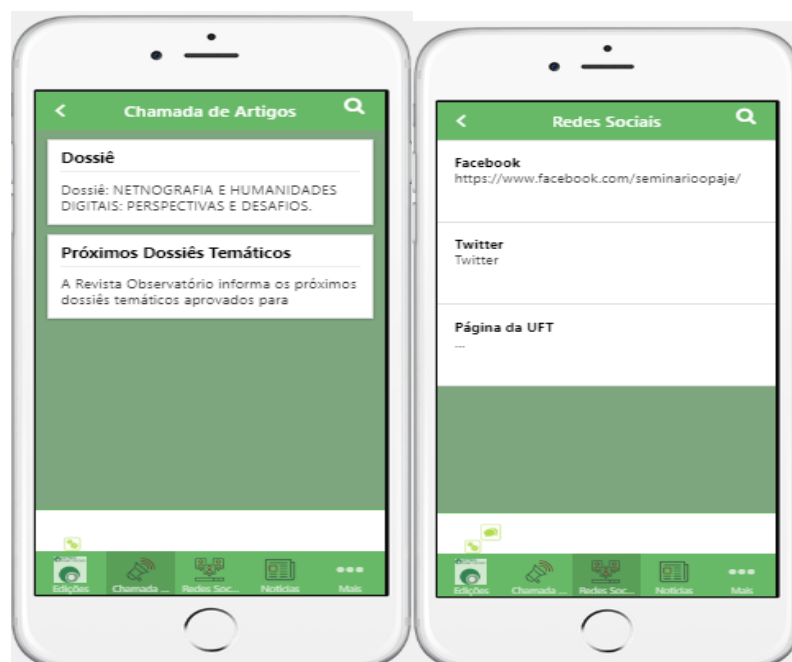 Chamada de Artigos
Dossiê
Dossiê: NETNOGRAFIA E HUMANIDADES
DIGITAIS: PERSPECTIVAS E DESAFIOS.
Próximos Dossiês Temáticos
A Revista Observatório informa os próximos
dossiês temáticos aprovados para
Edições
Chamada ...
Redes Soc...
Notícias
Mais
Redes Sociais
Facebook
https://www.facebook.com/seminarioopaje/
Twitter
Twitter
Página da UFT
...
Edições
Chamada ...
Redes Soc...
Notícias
Mais